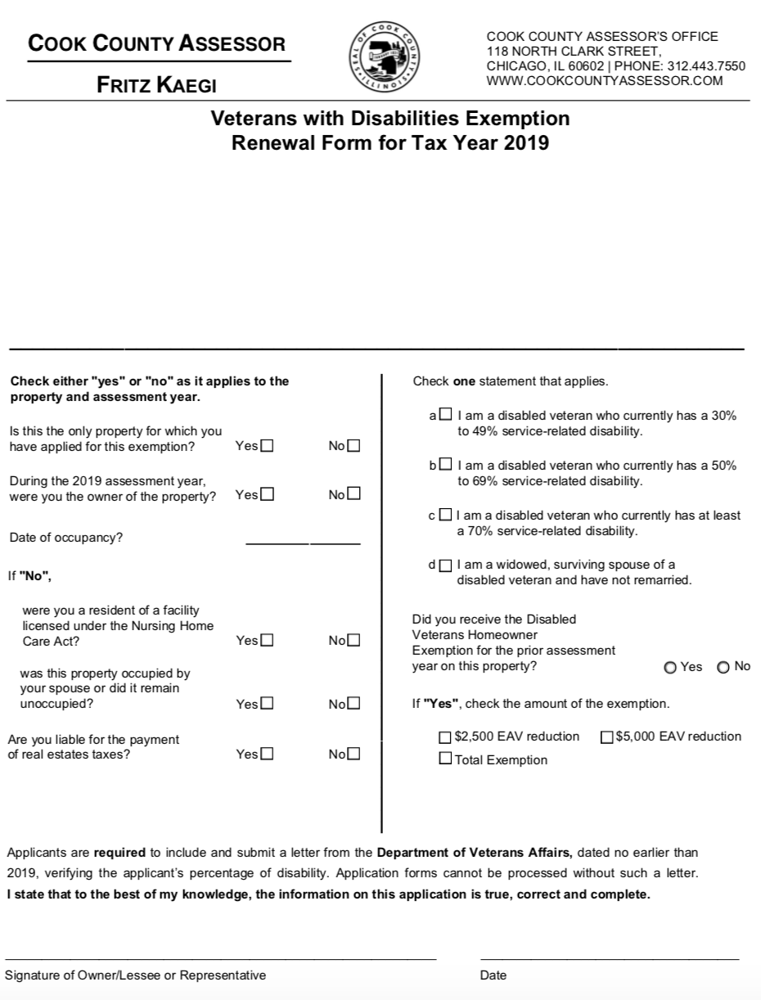 COOK COUNTY ASSESSOR
FRITZ KAEGI
SEAL OF COOK COUNTY
ILLINOIS
COOK COUNTY ASSESSOR'S OFFICE
118 NORTH CLARK STREET,
CHICAGO, IL 60602 | PHONE: 312.443.7550
WWW.COOKCOUNTYASSESSOR.COM
Veterans with Disabilities Exemption
Renewal Form for Tax Year 2019
Check either "yes" or "no" as it applies to the
property and assessment year.
Is this the only property for which you
have applied for this exemption? Yes No
During the 2019 assessment year,
were you the owner of the property? Yes No
Date of occupancy?
If "No",
were you a resident of a facility
licensed under the Nursing Home
Care Act? Yes No
was this property occupied by
your spouse or did it remain
unoccupied? Yes No
Are you liable for the payment
of real estates taxes? Yes No
Check one statement that applies.
a I am a disabled veteran who currently has a 30%
to 49% service-related disability.
b I am a disabled veteran who currently has a 50%
to 69% service-related disability.
c I am a disabled veteran who currently has at least
a 70% service-related disability.
d I am a widowed, surviving spouse of a
disabled veteran and have not remarried.
Did you receive the Disabled
Veterans Homeowner
Exemption for the prior assessment
year on this property? Yes No
If "Yes", check the amount of the exemption.
$2,500 EAV reduction $5,000 EAV reduction
Total Exemption
Applicants are required to include and submit a letter from the Department of Veterans Affairs, dated no earlier than
2019, verifying the applicant's percentage of disability. Application forms cannot be processed without such a letter.
I state that to the best of my knowledge, the information on this application is true, correct and complete.
Signature of Owner/Lessee or Representative Date